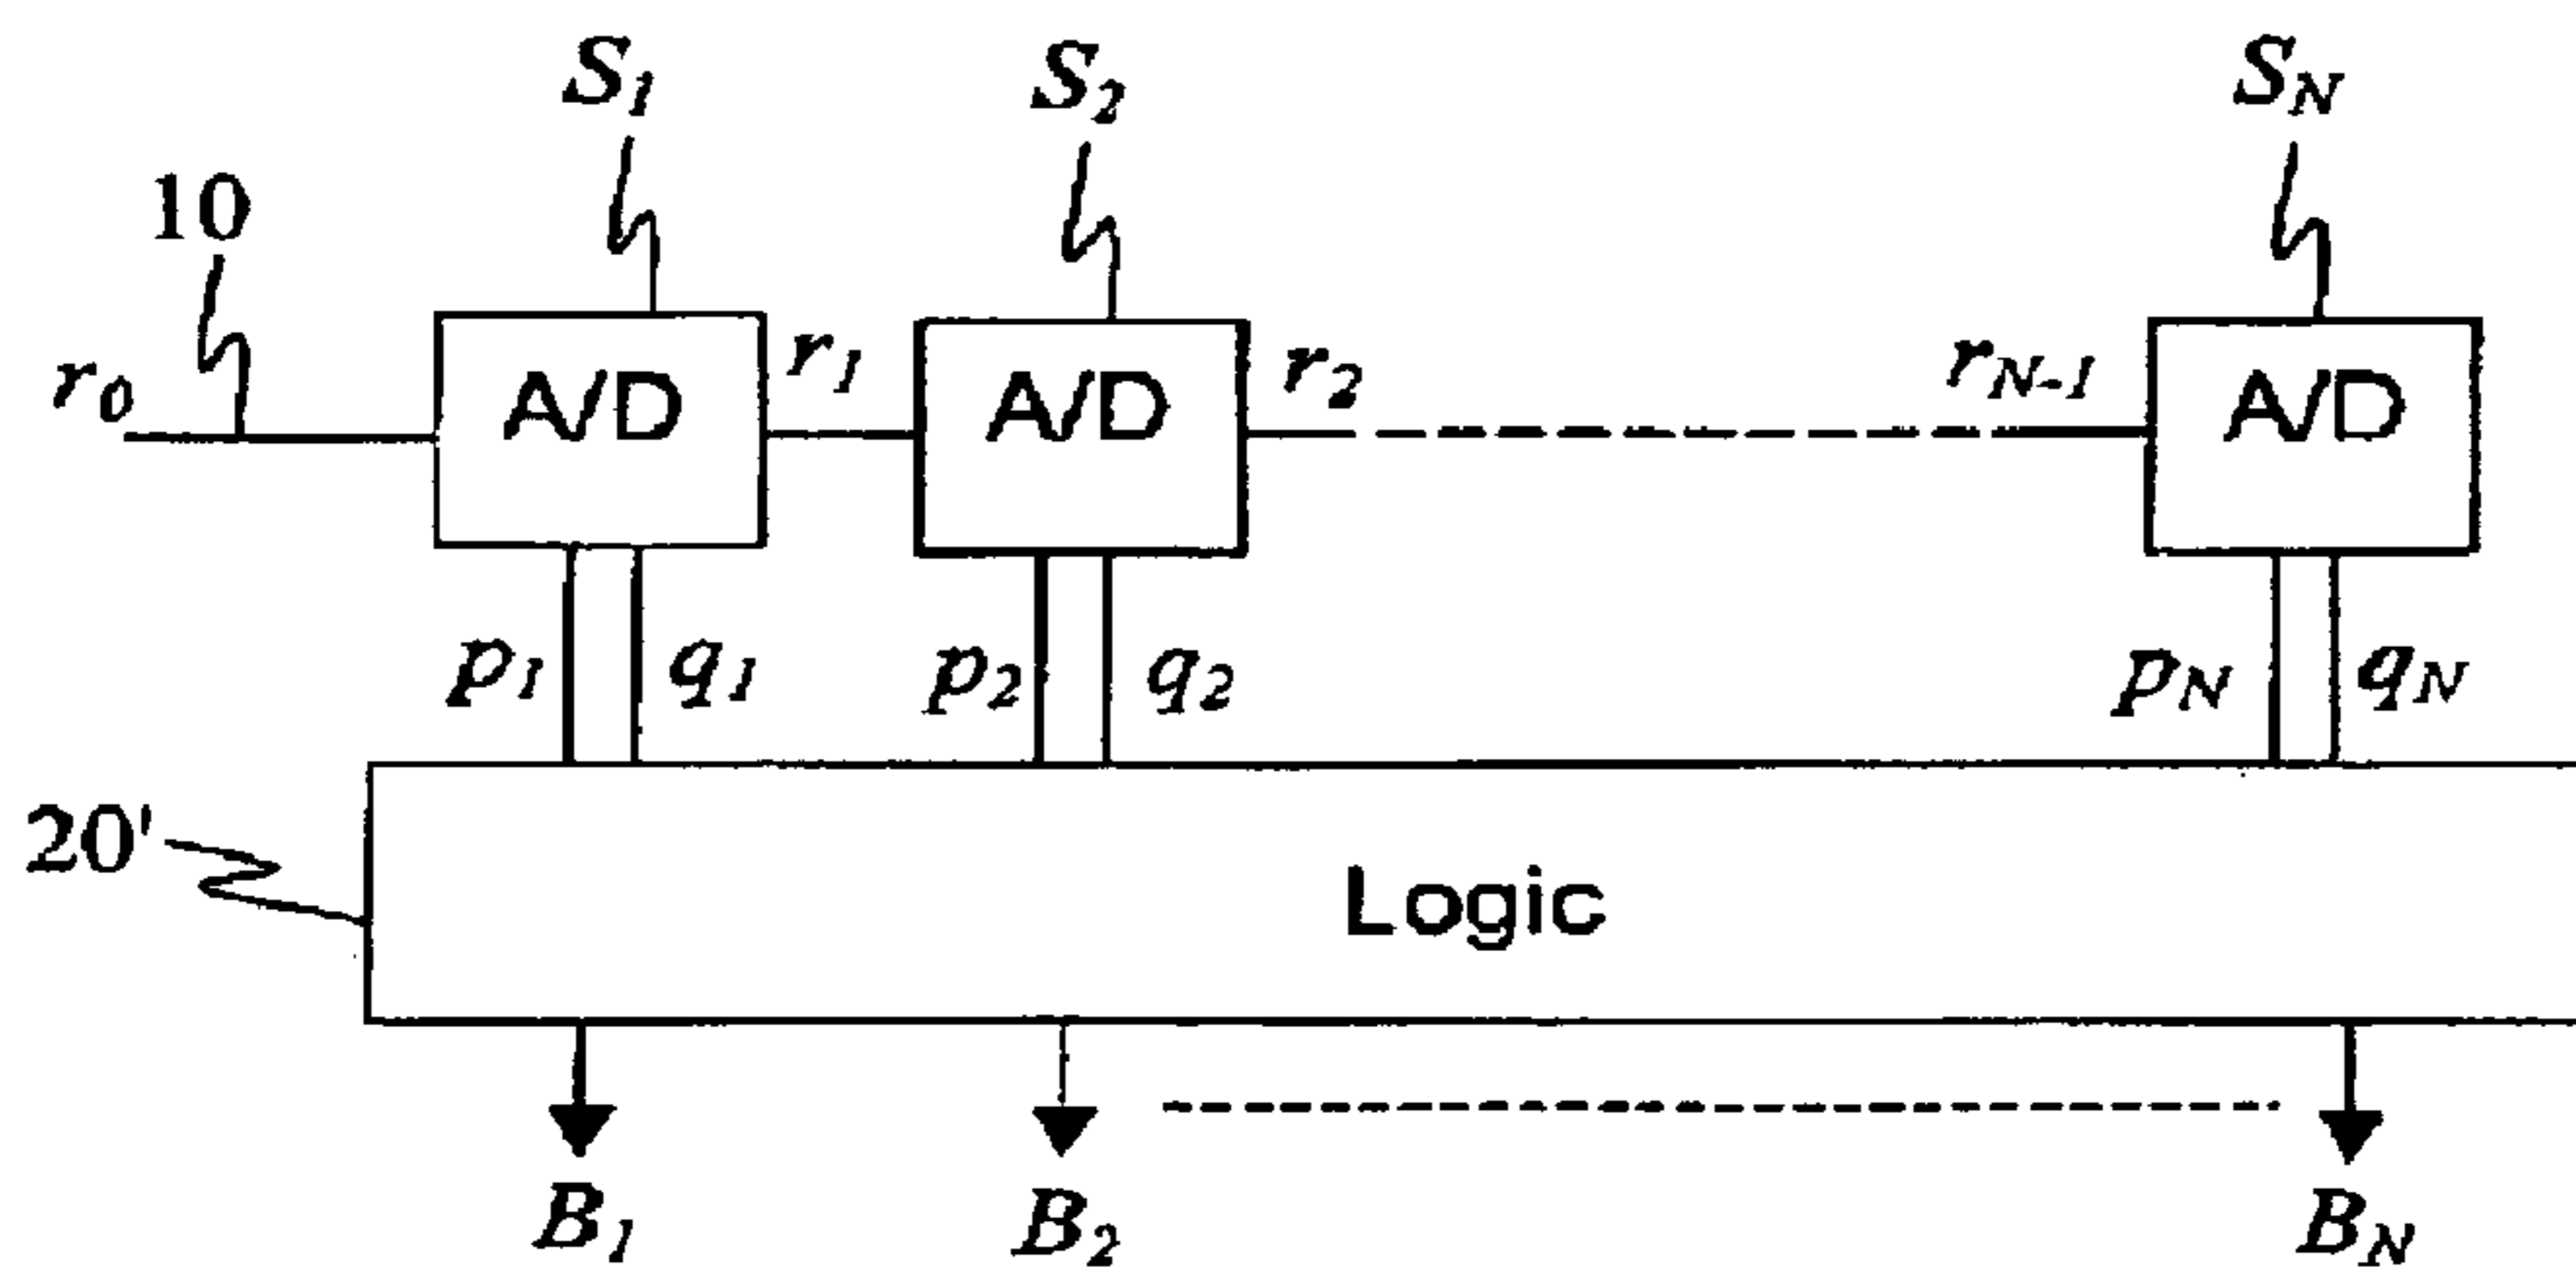 S1 S2 SN
10
r0 A/D r1 A/D r2 rN-1 A/D
p1 q1 p2 q2 pN qN
20'
Logic
B1 B2 BN